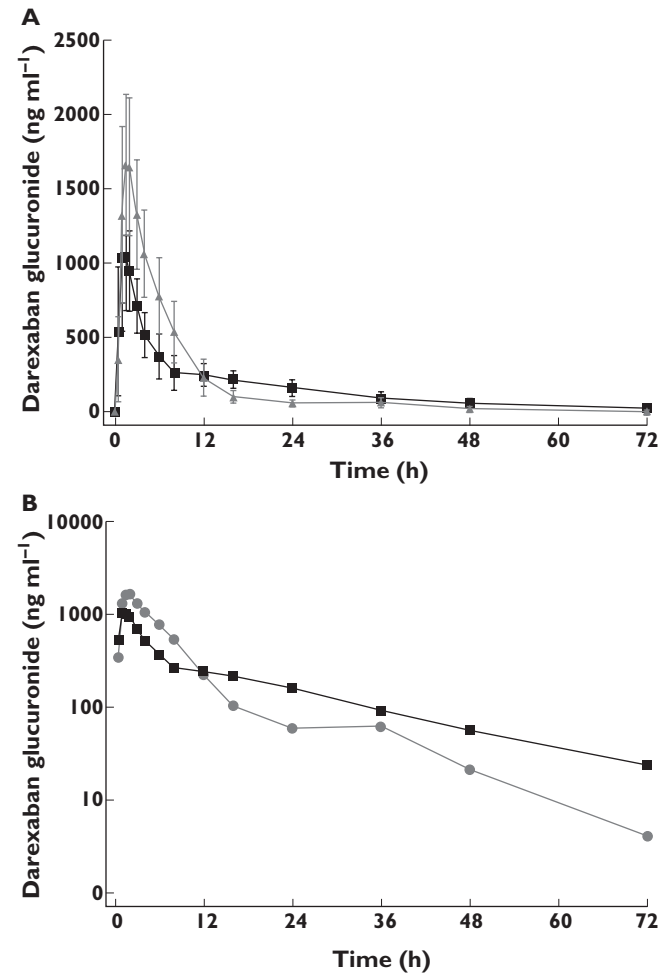 A
Darexaban glucuronide (ng ml⁻¹)
2500
2000
1500
1000
500
0
0 12 24 36 48 60 72
Time (h)
B
Darexaban glucuronide (ng ml⁻¹)
10000
1000
100
10
0
0 12 24 36 48 60 72
Time (h)